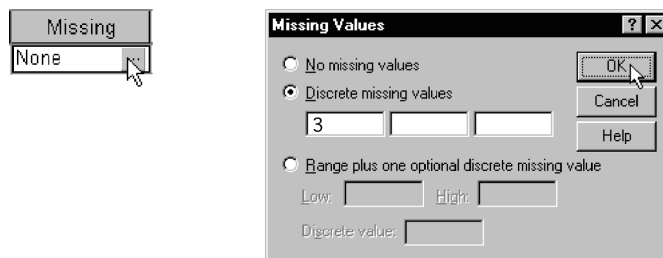 Missing
None ...
Missing Values
No missing values
OK
Discrete missing values
Cancel
3
Help
Range plus one optional discrete missing value
Low: High:
Discrete value: